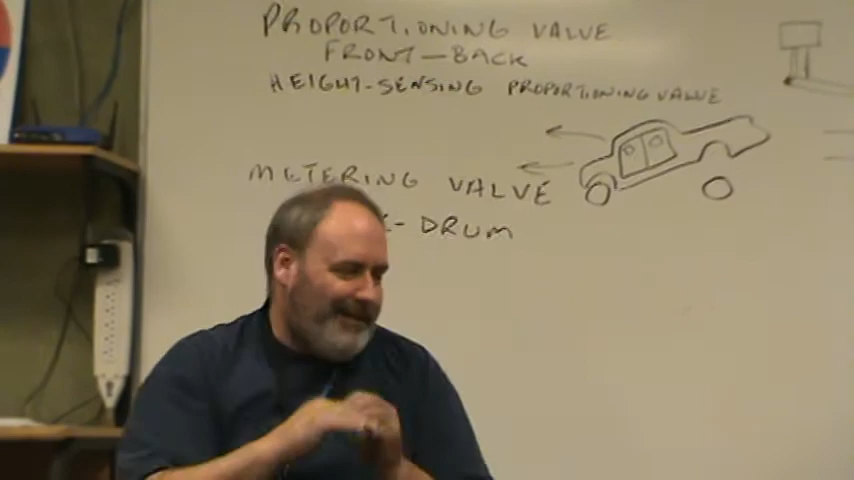 PROPORTIONING VALVE
FRONT-BACK
HEIGHT-SENSING PROPORTIONING VALVE
METERING VALVE
-DRUM